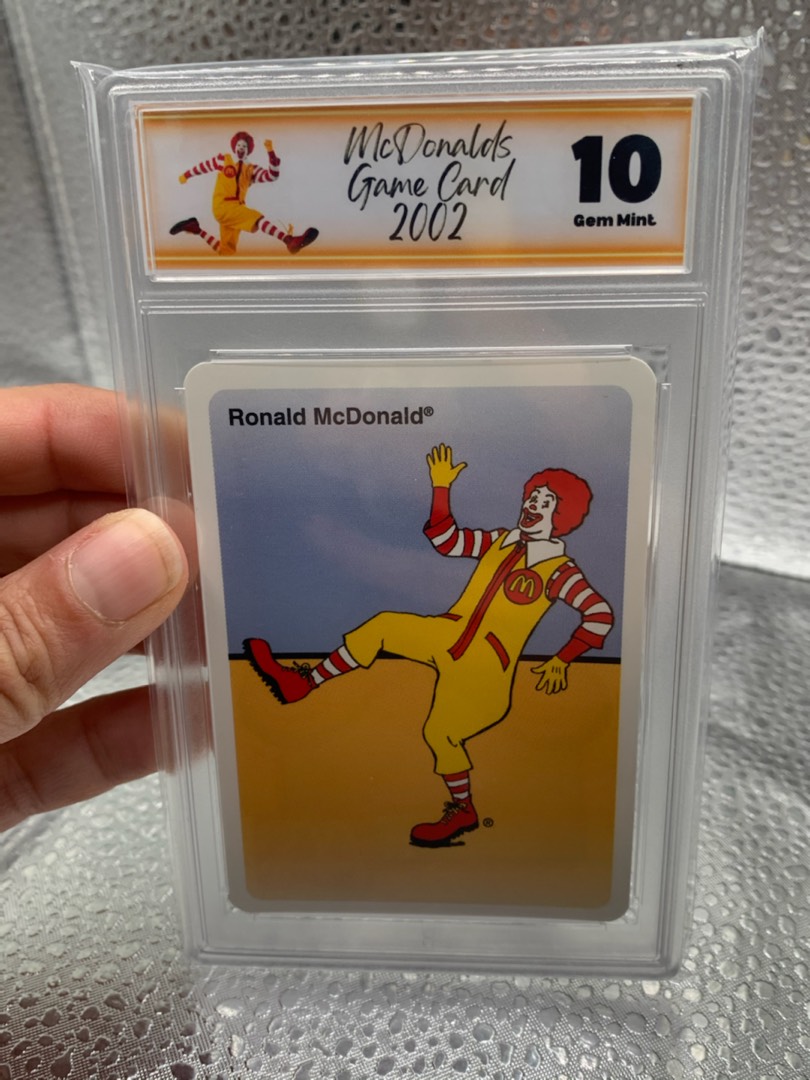 McDonalds
Game Card
2002
10
Gem Mint
Ronald McDonald®
M
®